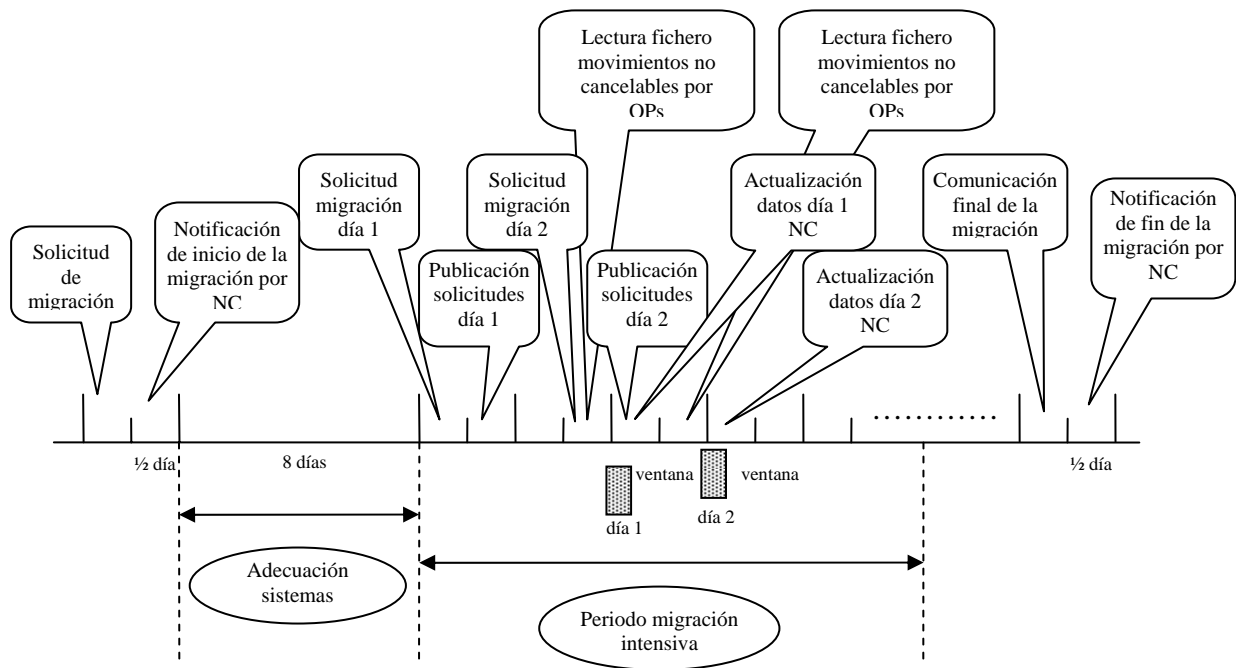 Lectura fichero
movimientos no
cancelables por
OPs
Lectura fichero
movimientos no
cancelables por
OPs
Solicitud
migración
día 1
Solicitud
migración
día 2
Actualización
datos día 1
NC
Comunicación
final de la
migración
Notificación
de fin de la
migración por
NC
Notificación
de inicio de la
migración por
NC
Solicitud
de
migración
Publicación
solicitudes
día 1
Publicación
solicitudes
día 2
Actualización
datos día 2
NC
½ día
8 días
ventana
ventana
½ día
día 1
día 2
Adecuación
sistemas
Periodo migración
intensiva